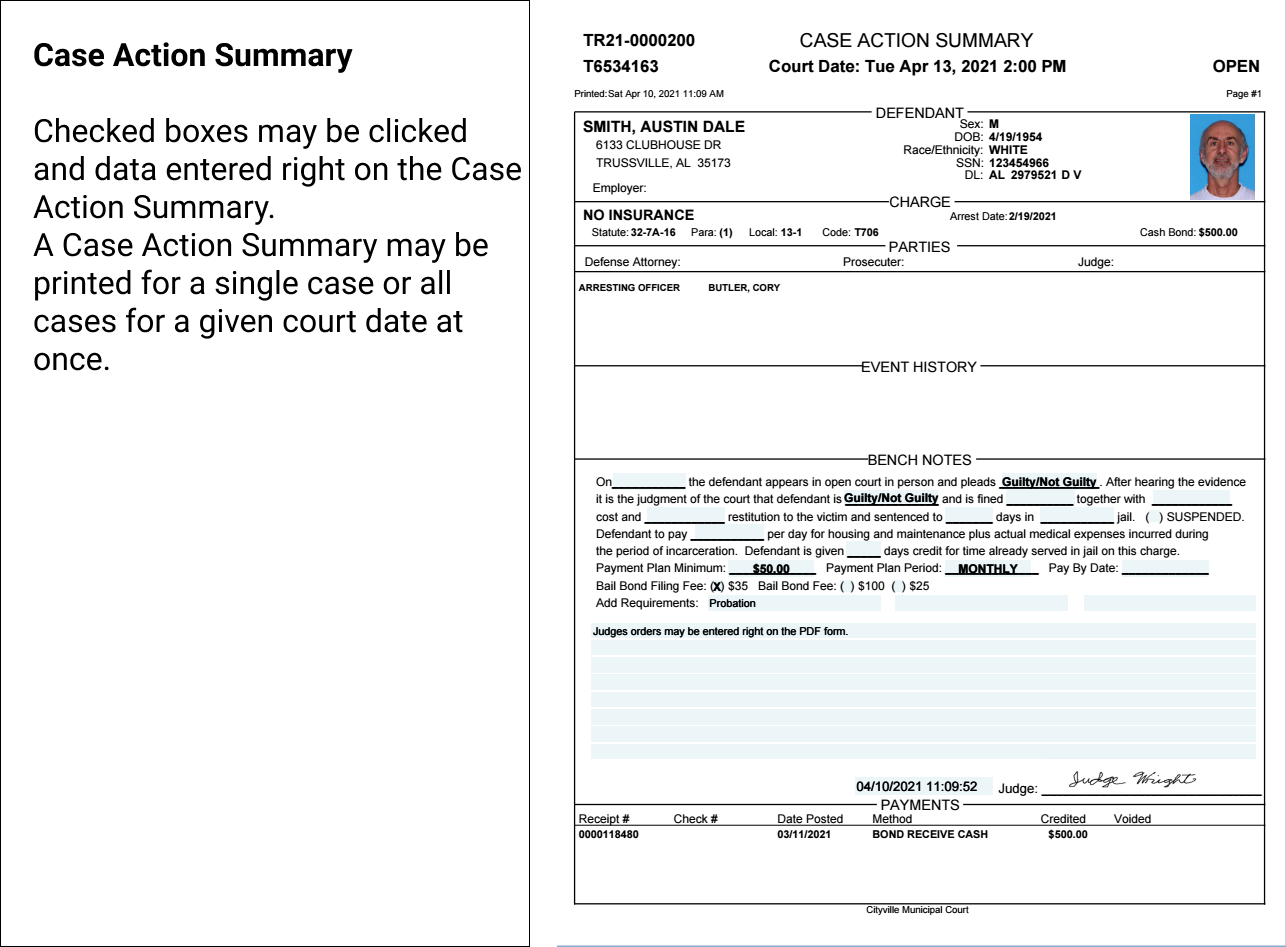 Case Action Summary
Checked boxes may be clicked
and data entered right on the Case
Action Summary.
A Case Action Summary may be
printed for a single case or all
cases for a given court date at
once.
TR21-0000200 CASE ACTION SUMMARY
T6534163 Court Date: Tue Apr 13, 2021 2:00 PM OPEN
Printed:Sat Apr 10, 2021 11:09 AM Page #1
DEFENDANT
SMITH, AUSTIN DALE Sex: M
6133 CLUBHOUSE DR DOB: 4/19/1954
Race/Ethnicity: WHITE
TRUSSVILLE, AL 35173 SSN: 123454966
DL: AL 2979521 D V
Employer:
CHARGE
NO INSURANCE Arrest Date: 2/19/2021
Statute: 32-7A-16 Para: (1) Local: 13-1 Code: T706 Cash Bond: $500.00
PARTIES
Defense Attorney: Prosecuter: Judge:
ARRESTING OFFICER BUTLER, CORY
EVENT HISTORY
BENCH NOTES
On___________ the defendant appears in open court in person and pleads Guilty/Not Guilty . After hearing the evidence
it is the judgment of the court that defendant is Guilty/Not Guilty and is fined __________ together with ____________
cost and ____________ restitution to the victim and sentenced to _______ days in ___________ jail. ( ) SUSPENDED.
Defendant to pay ___________ per day for housing and maintenance plus actual medical expenses incurred during
the period of incarceration. Defendant is given _____ days credit for time already served in jail on this charge.
Payment Plan Minimum: $50.00 Payment Plan Period: MONTHLY Pay By Date: _____________
Bail Bond Filing Fee: (X) $35 Bail Bond Fee: ( ) $100 ( ) $25
Add Requirements: Probation
Judges orders may be entered right on the PDF form.
04/10/2021 11:09:52 Judge: Judge Wright
PAYMENTS
Receipt # Check # Date Posted Method Credited Voided
0000118480 03/11/2021 BOND RECEIVE CASH $500.00
Cityville Municipal Court